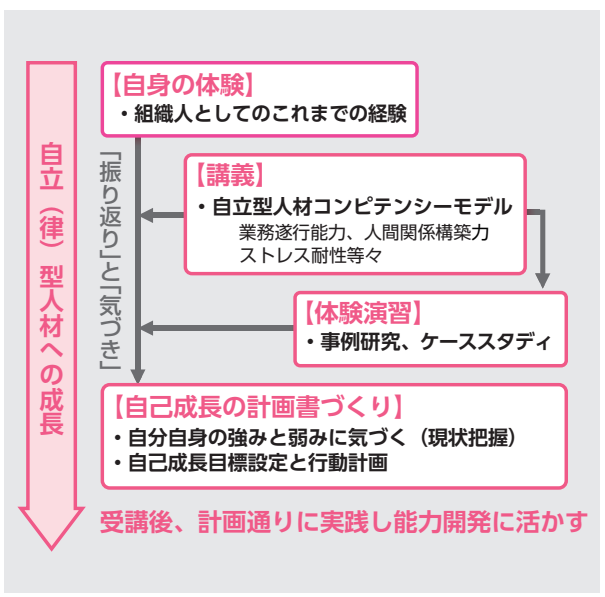 【自身の体験】
・組織人としてのこれまでの経験
自立（律）型人材への成長
「振り返り」と「気づき」
【講義】
・自立型人材コンピテンシーモデル
業務遂行能力、人間関係構築力
ストレス耐性等々
【体験演習】
・事例研究、ケーススタディ
【自己成長の計画書づくり】
・自分自身の強みと弱みに気づく（現状把握）
・自己成長目標設定と行動計画
受講後、計画通りに実践し能力開発に活かす